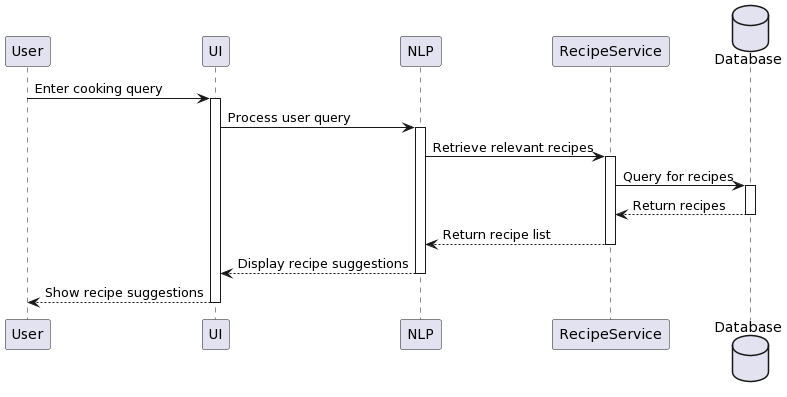 Database
User
UI
NLP
RecipeService
Enter cooking query
Process user query
Retrieve relevant recipes
Query for recipes
Return recipes
Return recipe list
Display recipe suggestions
Show recipe suggestions
User
UI
NLP
RecipeService
Database